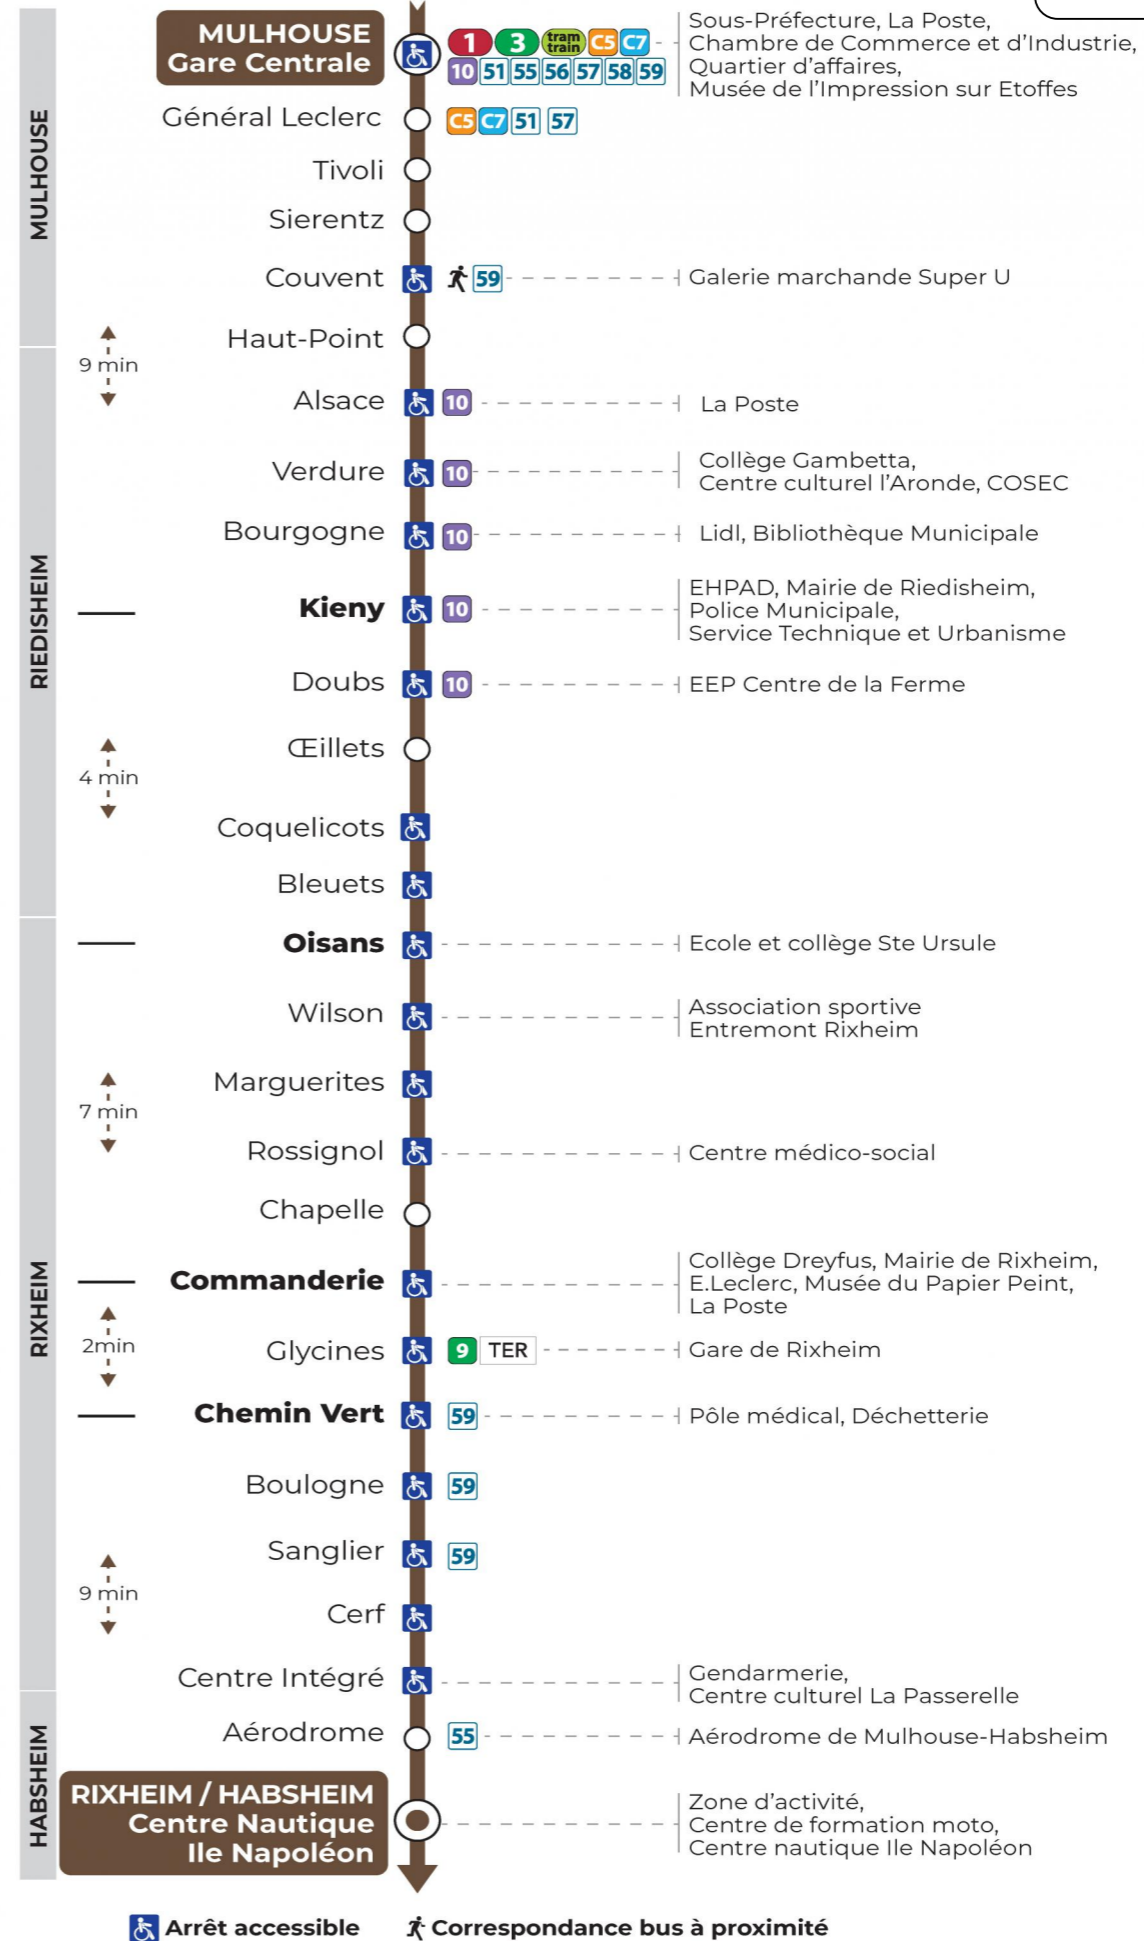 MULHOUSE
Gare Centrale
1 3 tram train C5 C7
10 51 55 56 57 58 59
Sous-Préfecture, La Poste,
Chambre de Commerce et d'Industrie,
Quartier d'affaires,
Musée de l'Impression sur Etoffes
MULHOUSE
Général Leclerc C5 C7 51 57
Tivoli
Sierentz
Couvent 59 Galerie marchande Super U
Haut-Point
9 min
Alsace 10 La Poste
Verdure 10
Collège Gambetta,
Centre culturel l'Aronde, COSEC
Bourgogne 10 Lidl, Bibliothèque Municipale
RIEDISHEIM
Kieny 10
EHPAD, Mairie de Riedisheim,
Police Municipale,
Service Technique et Urbanisme
Doubs 10 EEP Centre de la Ferme
Œillets
4 min
Coquelicots
Bleuets
Oisans Ecole et collège Ste Ursule
Wilson
Association sportive
Entremont Rixheim
Marguerites
7 min
Rossignol Centre médico-social
Chapelle
RIXHEIM
Commanderie
Collège Dreyfus, Mairie de Rixheim,
E.Leclerc, Musée du Papier Peint,
La Poste
2min
Glycines 9 TER Gare de Rixheim
Chemin Vert 59 Pôle médical, Déchetterie
Boulogne 59
Sanglier 59
9 min
Cerf
Centre Intégré
Gendarmerie,
Centre culturel La Passerelle
HABSHEIM
Aérodrome 55 Aérodrome de Mulhouse-Habsheim
RIXHEIM / HABSHEIM
Centre Nautique
Ile Napoléon
Zone d'activité,
Centre de formation moto,
Centre nautique Ile Napoléon
Arrêt accessible Correspondance bus à proximité